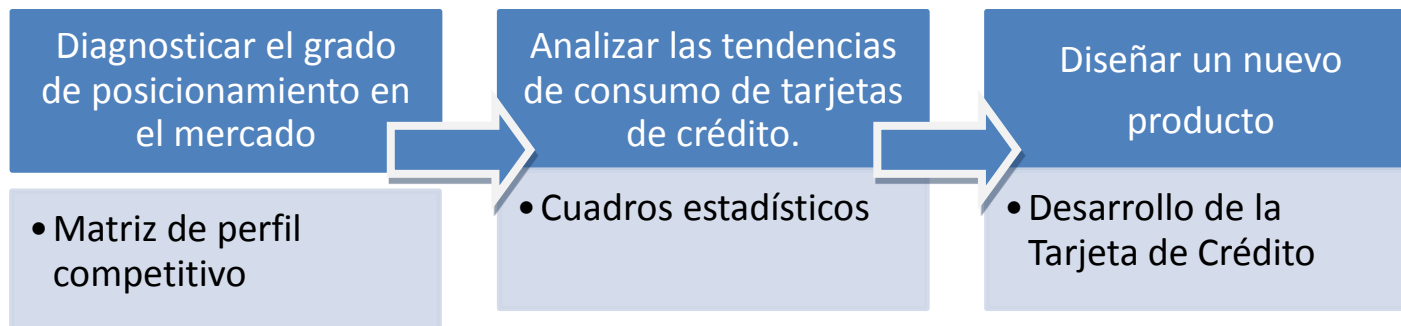 Diagnosticar el grado
de posicionamiento en
el mercado
• Matriz de perfil
competitivo
Analizar las tendencias
de consumo de tarjetas
de crédito.
• Cuadros estadísticos
Diseñar un nuevo
producto
• Desarrollo de la
Tarjeta de Crédito